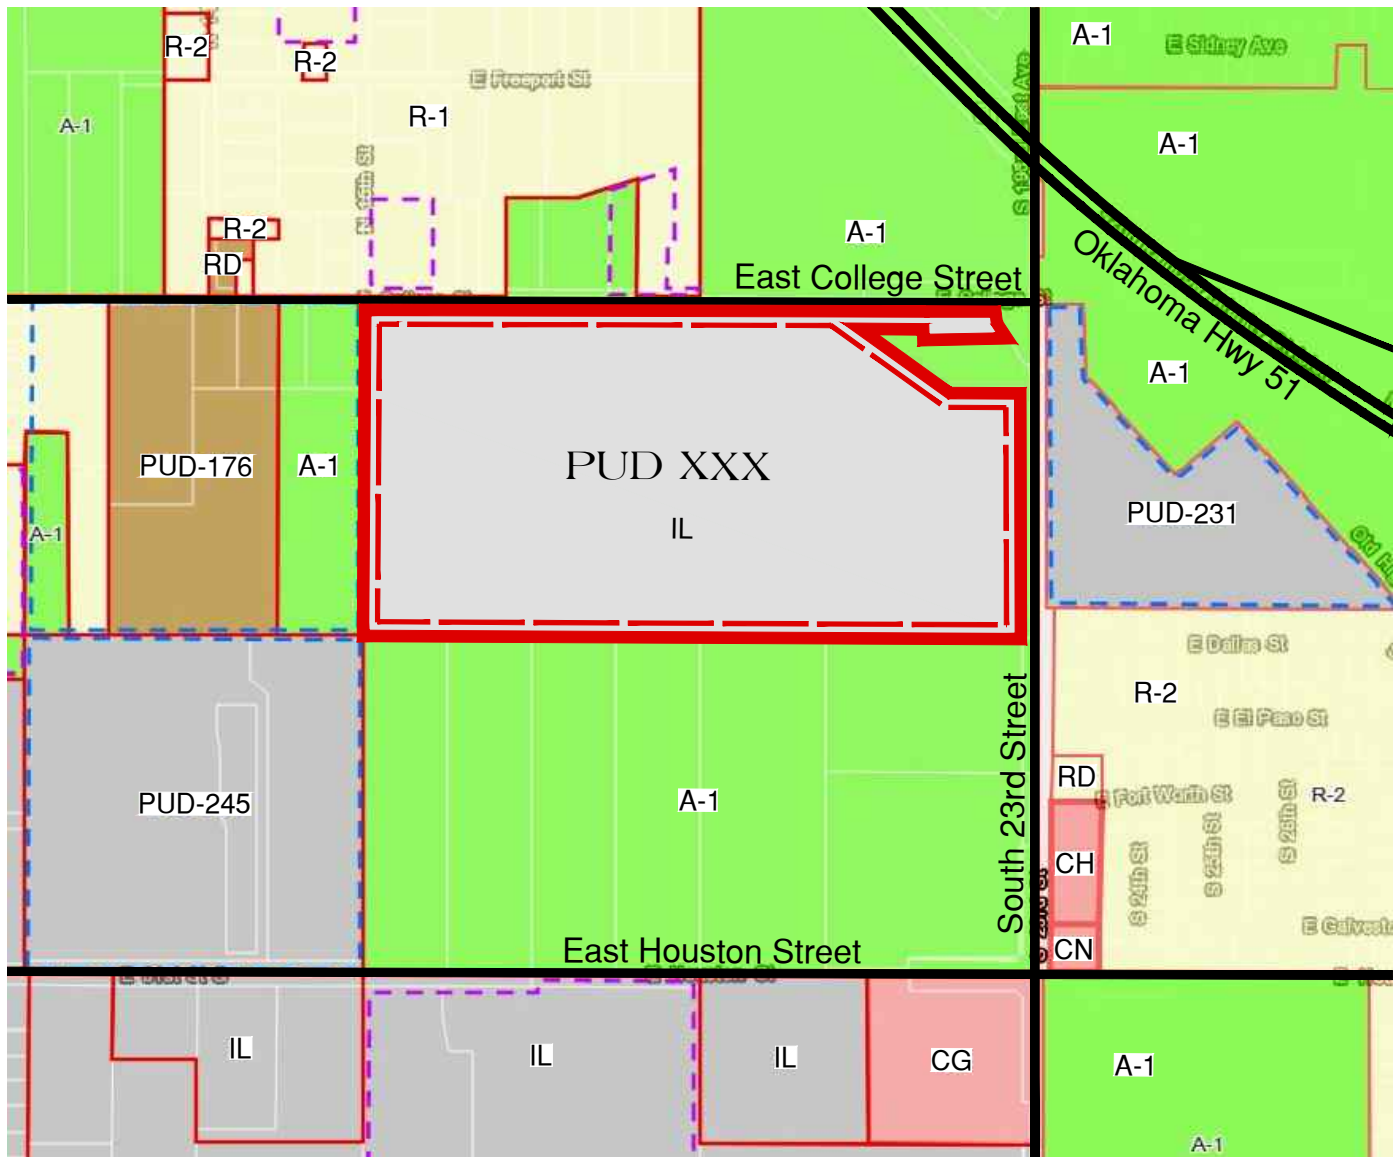 R-2
R-2
A-1
E Sidney Ave
E Freeport St
A-1
R-1
A-1
R-2
A-1
RD
Oklahoma Hwy 51
East College Street
A-1
PUD-176
A-1
PUD XXX
IL
PUD-231
A-1
E Dallas St
R-2
E El Paso St
South 23rd Street
RD
E Fort Worth St
R-2
PUD-245
A-1
S 24th St
S 25th St
S 26th St
CH
CN
East Houston Street
IL
IL
IL
CG
A-1
A-1